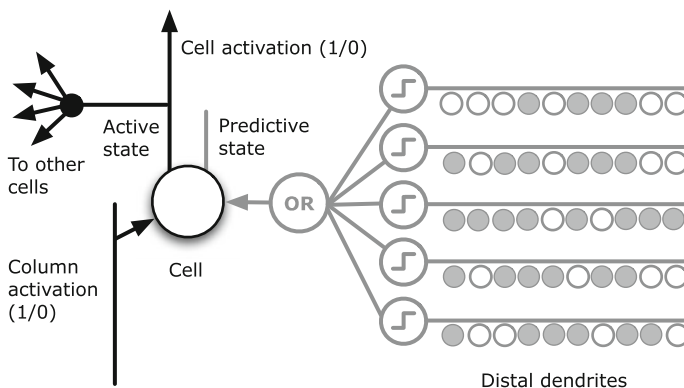 Cell activation (1/0)
Active
state
Predictive
state
To other
cells
OR
Column
activation
(1/0)
Cell
Distal dendrites